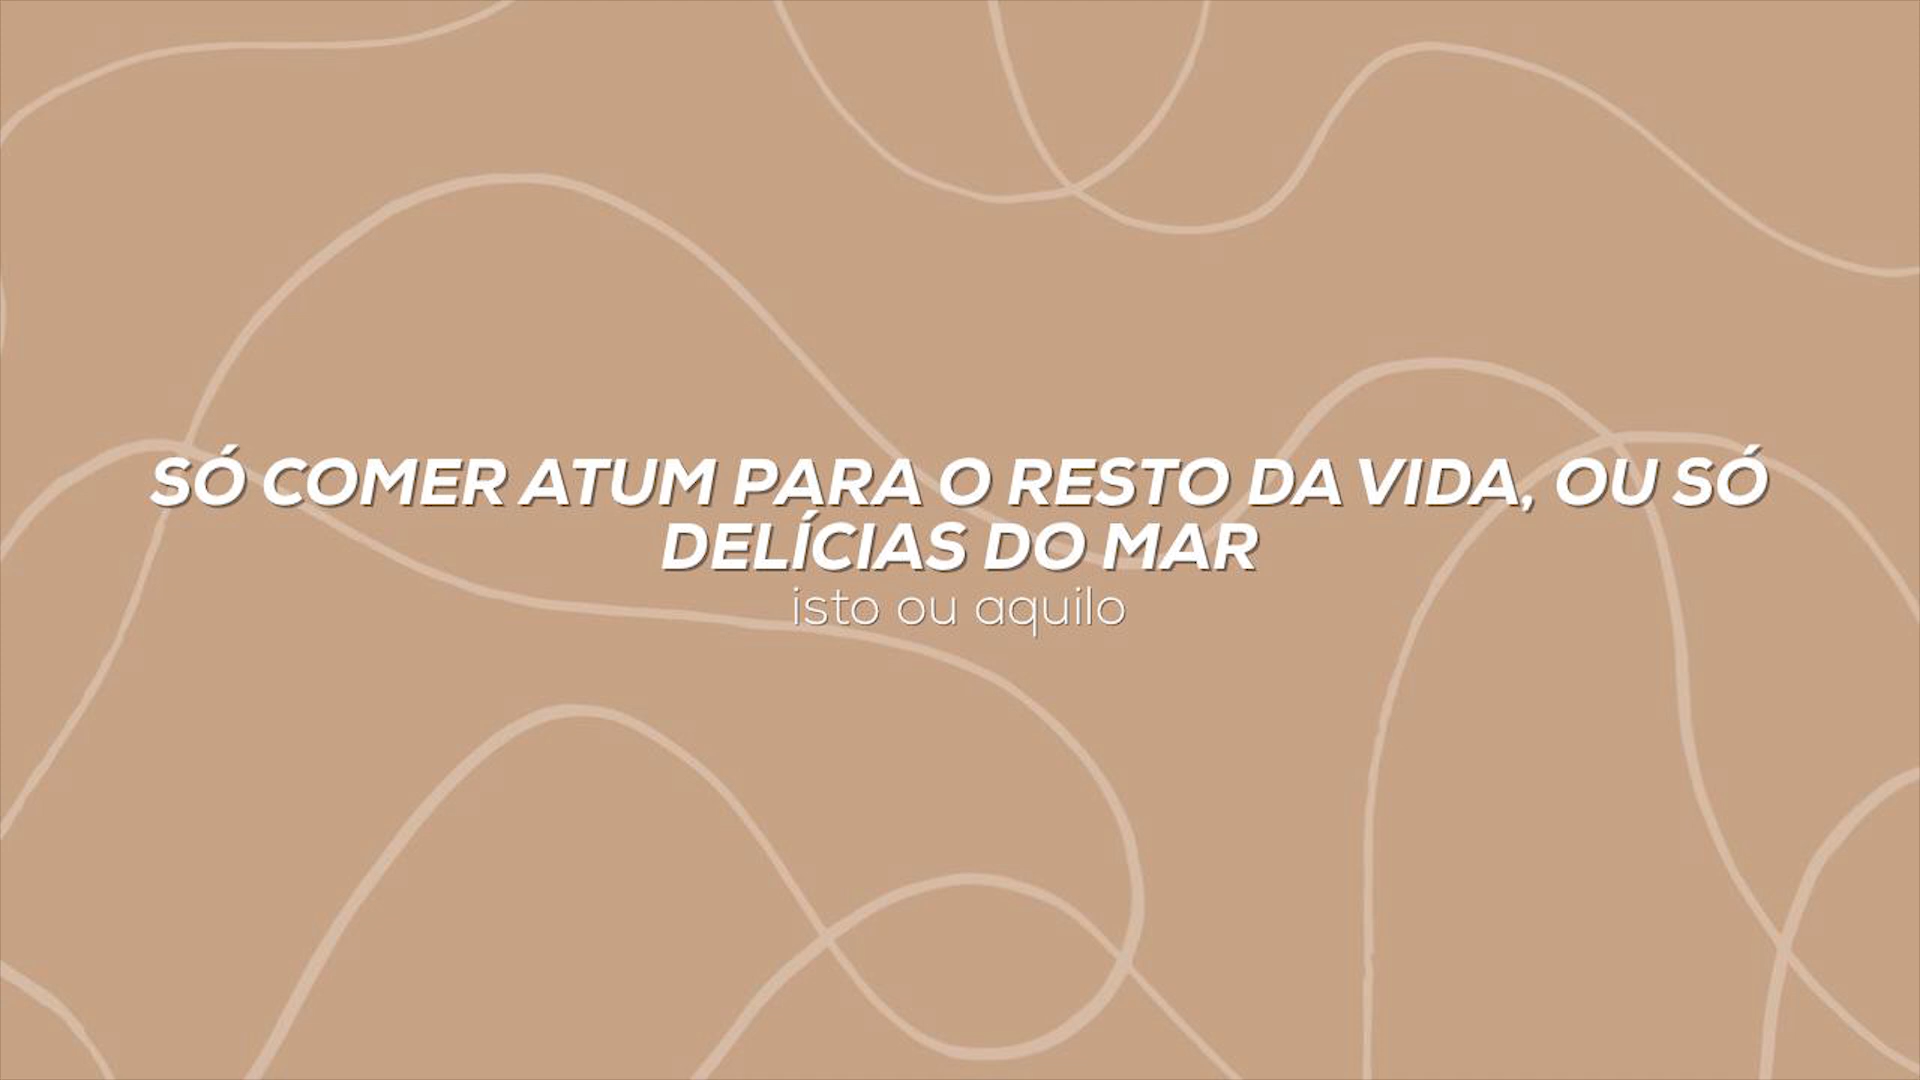 SÓ COMER ATUM PARA O RESTO DA VIDA, OU SÓ
DELÍCIAS DO MAR
isto ou aquilo